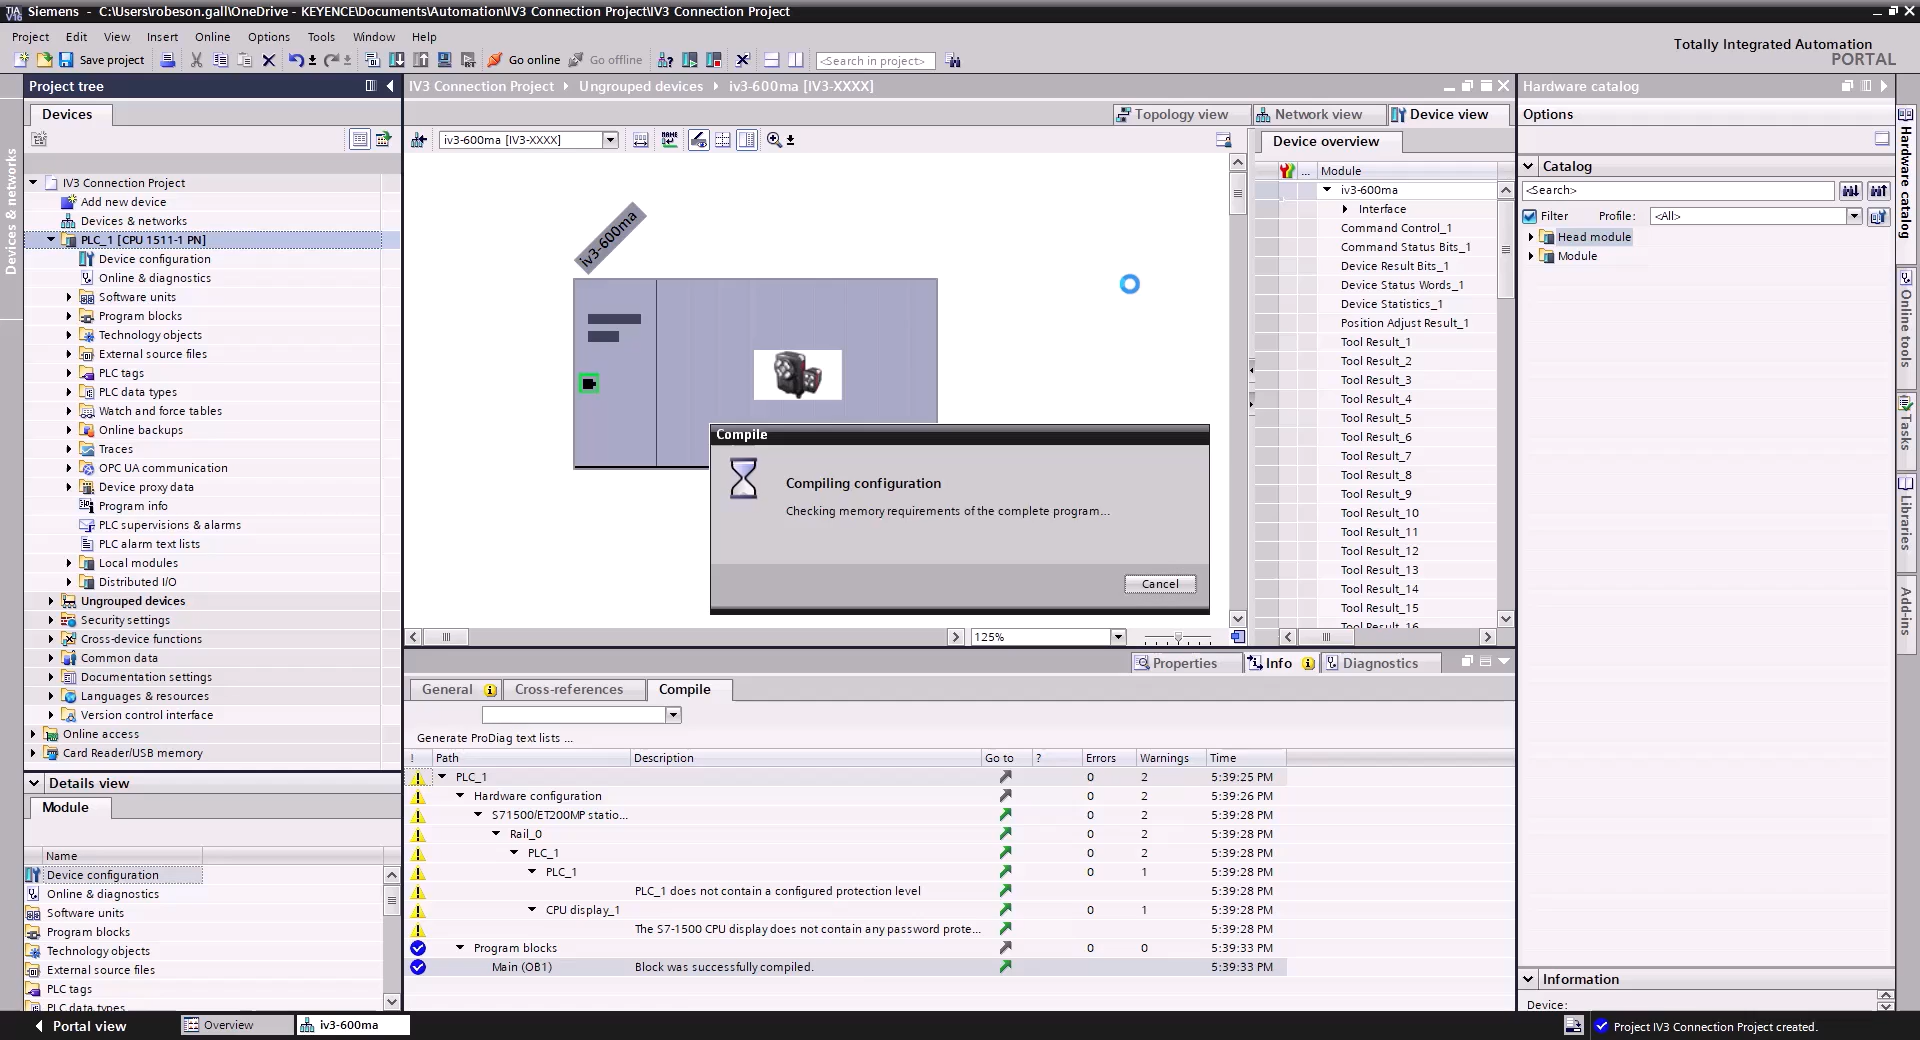 Siemens - C:\Users\robeson.gall\OneDrive - KEYENCE\Documents\Automation\IV3 Connection Project\IV3 Connection Project
Project Edit View Insert Online Options Tools Window Help
Totally Integrated Automation
PORTAL
Save project
Go online
Go offline
<Search in project>
Project tree
IV3 Connection Project
Ungrouped devices
iv3-600ma [IV3-XXXX]
Hardware catalog
Devices
Topology view
Network view
Device view
Options
iv3-600ma [IV3-XXXX]
Device overview
Devices & networks
IV3 Connection Project
Add new device
Devices & networks
PLC_1 [CPU 1511-1 PN]
Device configuration
Online & diagnostics
Software units
Program blocks
Technology objects
External source files
PLC tags
PLC data types
Watch and force tables
Online backups
Traces
OPC UA communication
Device proxy data
Program info
PLC supervisions & alarms
PLC alarm text lists
Local modules
Distributed I/O
Ungrouped devices
Security settings
Cross-device functions
Common data
Documentation settings
Languages & resources
Version control interface
Online access
Card Reader/USB memory
iv3-600ma
... Module
iv3-600ma
Interface
Command Control_1
Command Status Bits_1
Device Result Bits_1
Device Status Words_1
Device Statistics_1
Position Adjust Result_1
Tool Result_1
Tool Result_2
Tool Result_3
Tool Result_4
Tool Result_5
Tool Result_6
Tool Result_7
Tool Result_8
Tool Result_9
Tool Result_10
Tool Result_11
Tool Result_12
Tool Result_13
Tool Result_14
Tool Result_15
Tool Result_16
Catalog
<Search>
Filter
Profile:
<All>
Head module
Module
Hardware catalog
Online tools
Tasks
Libraries
Add-ins
Compile
Compiling configuration
Checking memory requirements of the complete program...
Cancel
125%
Properties
Info
Diagnostics
General
Cross-references
Compile
Generate ProDiag text lists ...
! Path Description Go to ? Errors Warnings Time
PLC_1 0 2 5:39:25 PM
Hardware configuration 0 2 5:39:26 PM
S71500/ET200MP statio... 0 2 5:39:28 PM
Rail_0 0 2 5:39:28 PM
PLC_1 0 2 5:39:28 PM
PLC_1 0 1 5:39:28 PM
PLC_1 does not contain a configured protection level 5:39:28 PM
CPU display_1 0 1 5:39:28 PM
The S7-1500 CPU display does not contain any password prote... 5:39:28 PM
Program blocks 0 0 5:39:33 PM
Main (OB1) Block was successfully compiled. 5:39:33 PM
Details view
Module
Name
Device configuration
Online & diagnostics
Software units
Program blocks
Technology objects
External source files
PLC tags
PLC data types
Information
Device:
Portal view
Overview
iv3-600ma
Project IV3 Connection Project created.